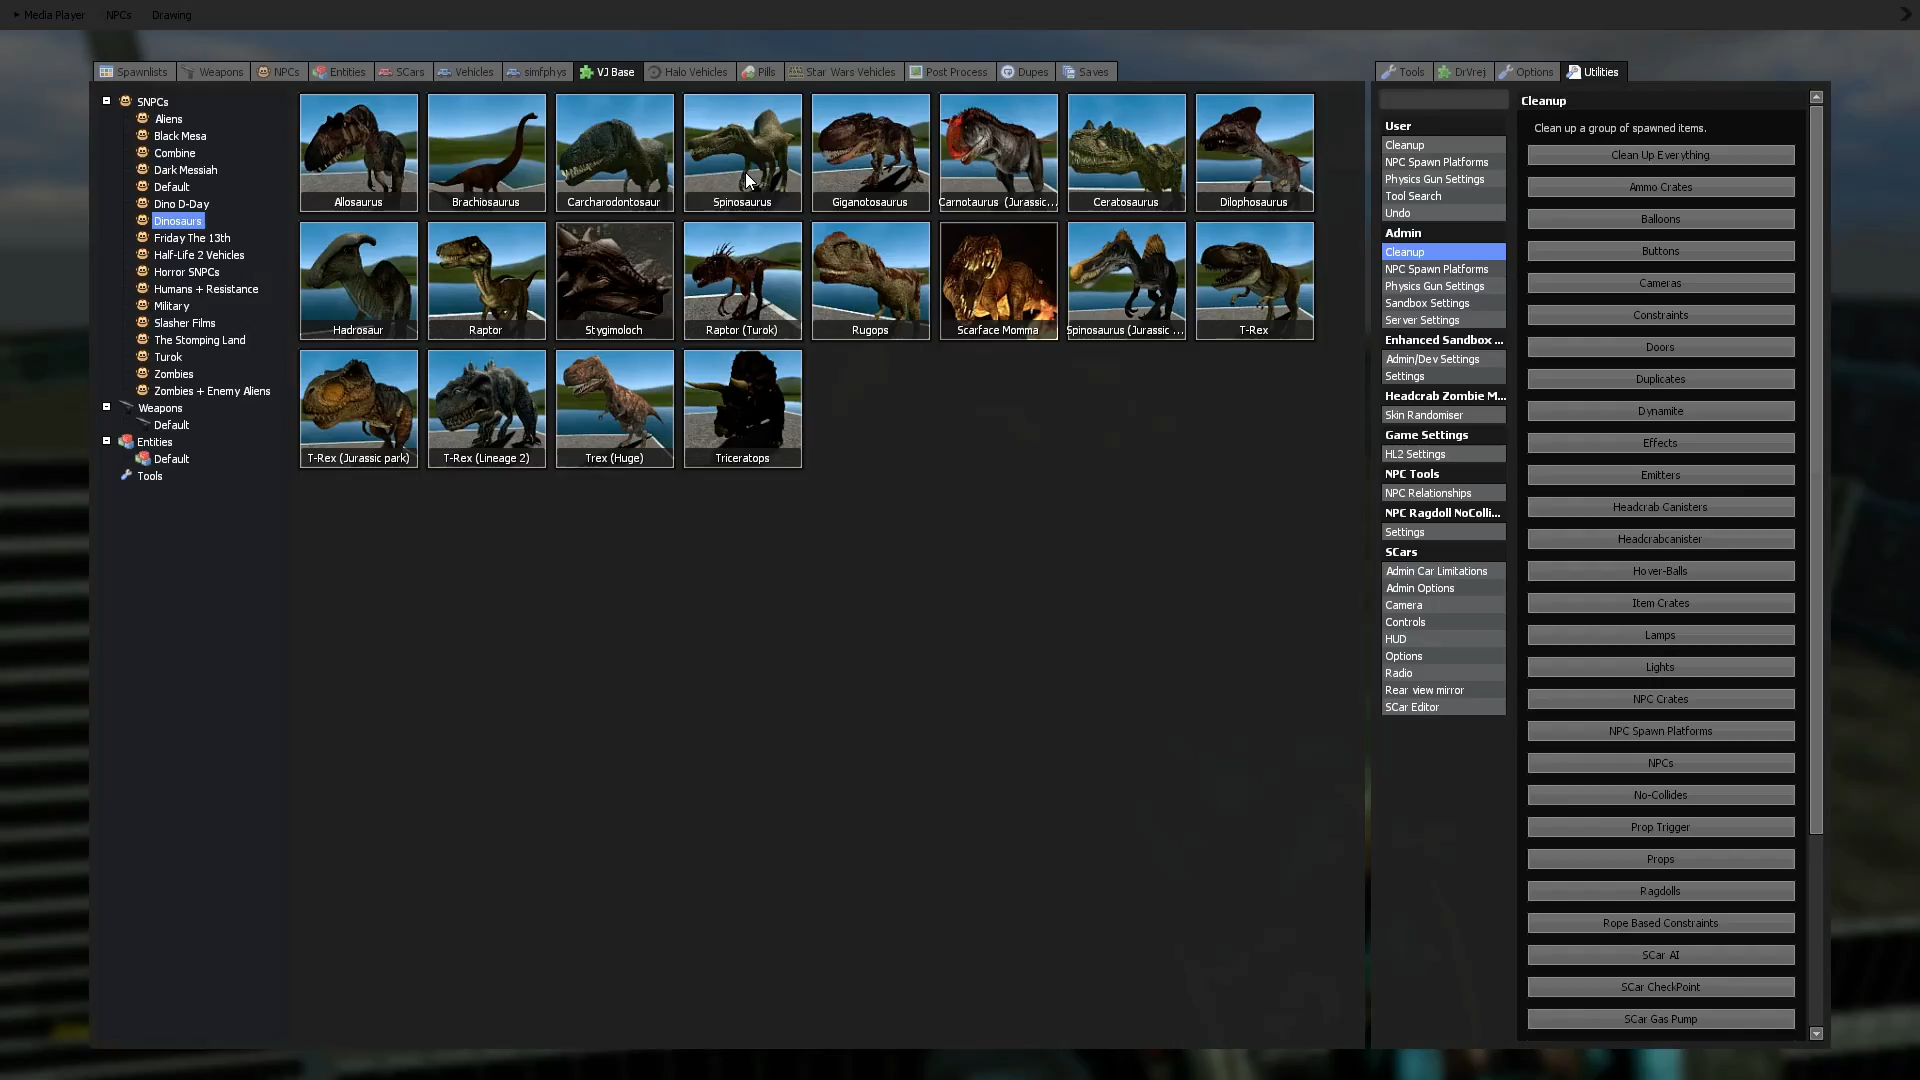 Media Player NPCs Drawing
Spawnlists Weapons NPCs Entities SCars Vehicles simfphys VJ Base Halo Vehicles Pills Star Wars Vehicles Post Process Dupes Saves
SNPCs
Aliens
Black Mesa
Combine
Dark Messiah
Default
Dino D-Day
Dinosaurs
Friday The 13th
Half-Life 2 Vehicles
Horror SNPCs
Humans + Resistance
Military
Slasher Films
The Stomping Land
Turok
Zombies
Zombies + Enemy Aliens
Weapons
Default
Entities
Default
Tools
Allosaurus Brachiosaurus Carcharodontosaur Spinosaurus Giganotosaurus Carnotaurus (Jurassic... Ceratosaurus Dilophosaurus
Hadrosaur Raptor Stygimoloch Raptor (Turok) Rugops Scarface Momma Spinosaurus (Jurassic ... T-Rex
T-Rex (Jurassic park) T-Rex (Lineage 2) Trex (Huge) Triceratops
Tools DrVrej Options Utilities
User
Cleanup
NPC Spawn Platforms
Physics Gun Settings
Tool Search
Undo
Admin
Cleanup
NPC Spawn Platforms
Physics Gun Settings
Sandbox Settings
Server Settings
Enhanced Sandbox ...
Admin/Dev Settings
Settings
Headcrab Zombie M...
Skin Randomiser
Game Settings
HL2 Settings
NPC Tools
NPC Relationships
NPC Ragdoll NoColli...
Settings
SCars
Admin Car Limitations
Admin Options
Camera
Controls
HUD
Options
Radio
Rear view mirror
SCar Editor
Cleanup
Clean up a group of spawned items.
Clean Up Everything
Ammo Crates
Balloons
Buttons
Cameras
Constraints
Doors
Duplicates
Dynamite
Effects
Emitters
Headcrab Canisters
Headcrabcanister
Hover-Balls
Item Crates
Lamps
Lights
NPC Crates
NPC Spawn Platforms
NPCs
No-Collides
Prop Trigger
Props
Ragdolls
Rope Based Constraints
SCar AI
SCar CheckPoint
SCar Gas Pump